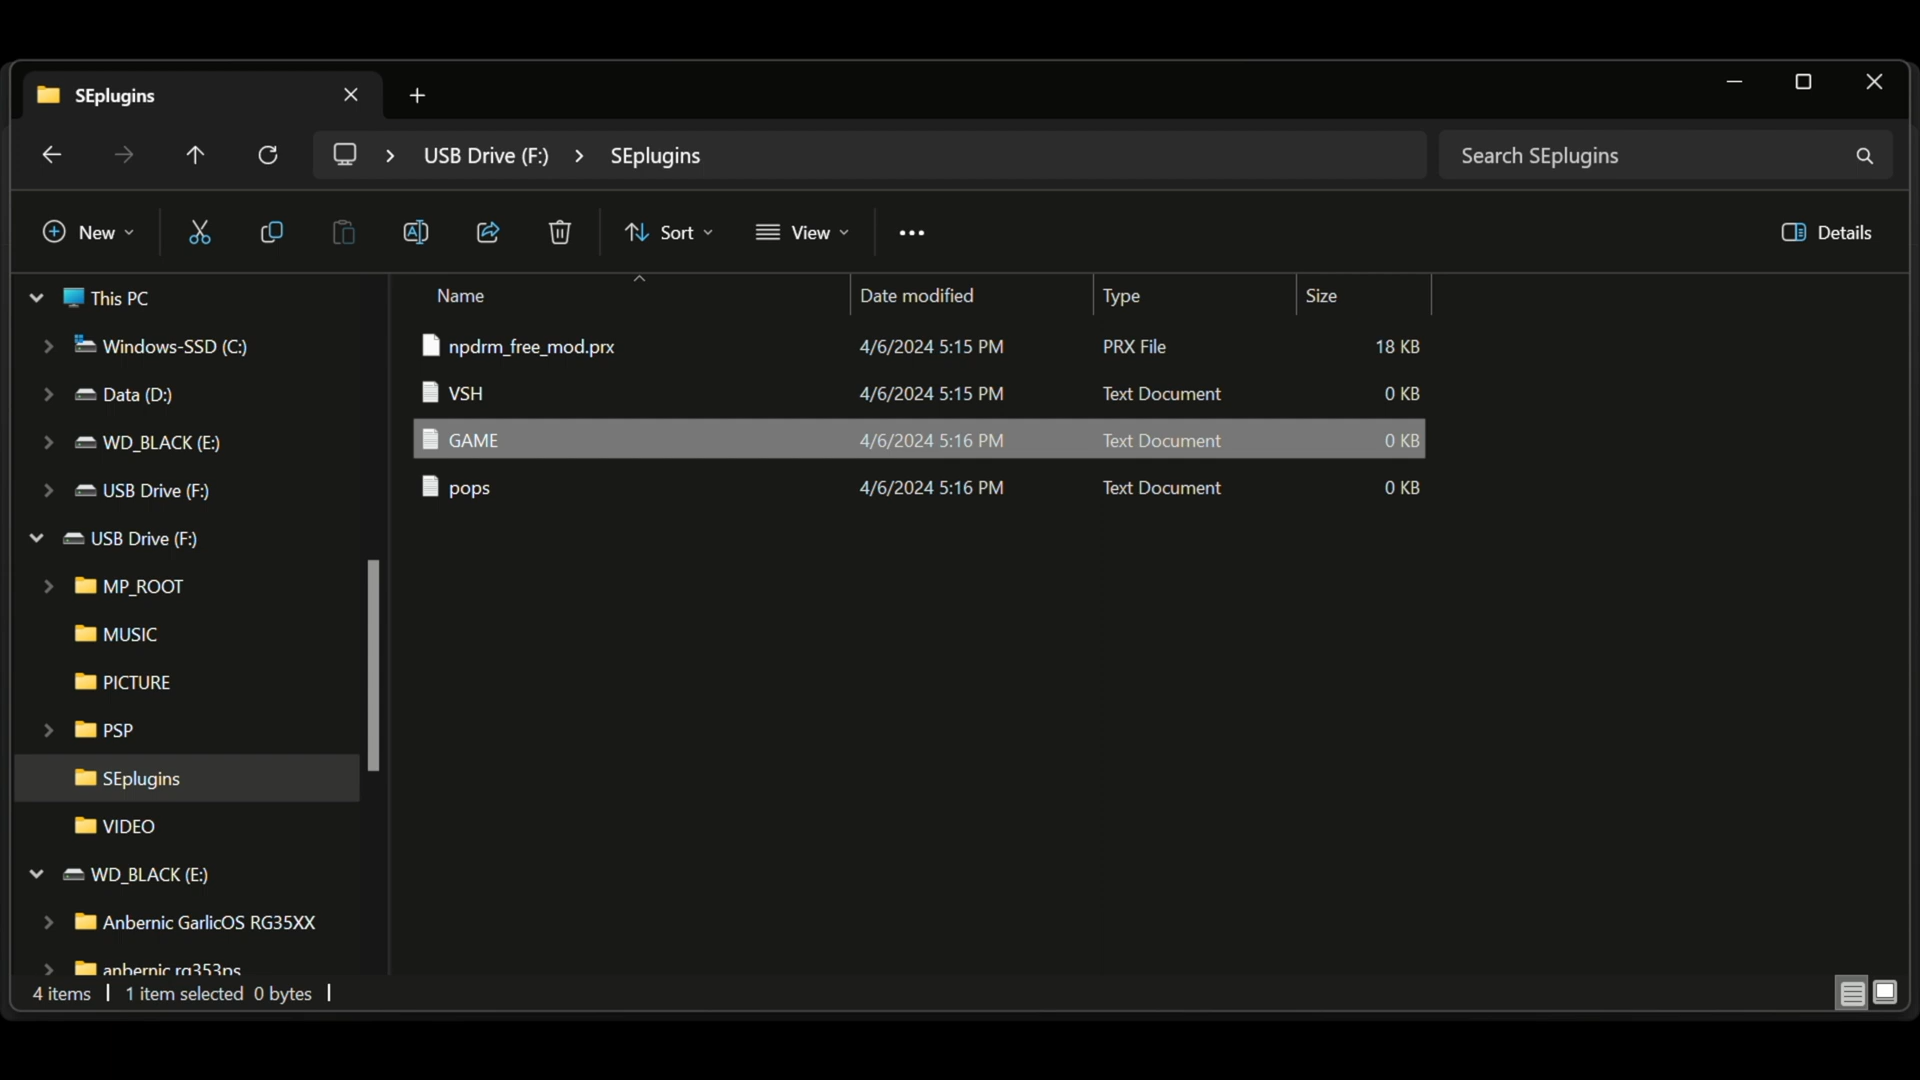 SEplugins
USB Drive (F:) > SEplugins
Search SEplugins
New
Sort
View
Details
This PC
Windows-SSD (C:)
Data (D:)
WD_BLACK (E:)
USB Drive (F:)
USB Drive (F:)
MP_ROOT
MUSIC
PICTURE
PSP
SEplugins
VIDEO
WD_BLACK (E:)
Anbernic GarlicOS RG35XX
anbernic rg353ps
Name Date modified Type Size
npdrm_free_mod.prx 4/6/2024 5:15 PM PRX File 18 KB
VSH 4/6/2024 5:15 PM Text Document 0 KB
GAME 4/6/2024 5:16 PM Text Document 0 KB
pops 4/6/2024 5:16 PM Text Document 0 KB
4 items | 1 item selected 0 bytes |